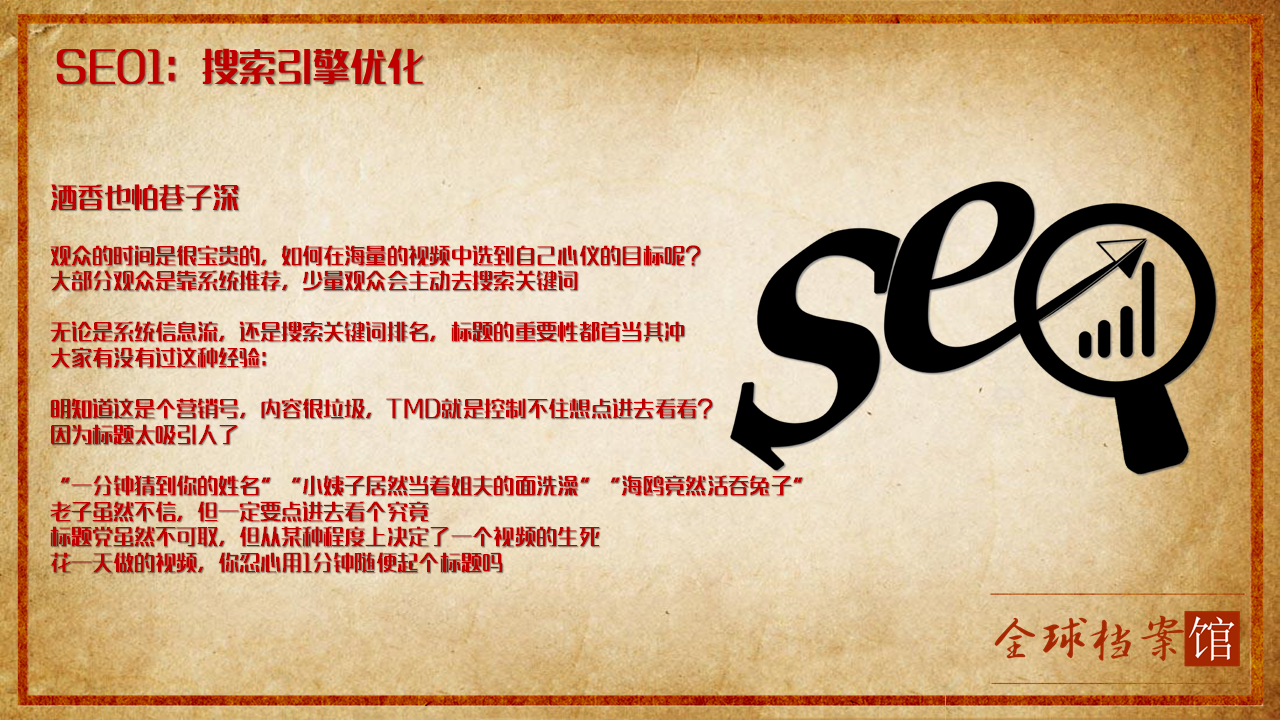 SEO1：搜索引擎优化
酒香也怕巷子深
观众的时间是很宝贵的，如何在海量的视频中选到自己心仪的目标呢？
大部分观众是靠系统推荐，少量观众会主动去搜索关键词
无论是系统信息流，还是搜索关键词排名，标题的重要性都首当其冲
大家有没有过这种经验：
明知道这是个营销号，内容很垃圾，TMD就是控制不住想点进去看看？
因为标题太吸引人了
“一分钟猜到你的姓名”“小姨子居然当着姐夫的面洗澡”“海鸥竟然活吞兔子”
老子虽然不信，但一定要点进去看个究竟
标题党虽然不可取，但从某种程度上决定了一个视频的生死
花一天做的视频，你忍心用1分钟随便起个标题吗
seo
全球档案馆